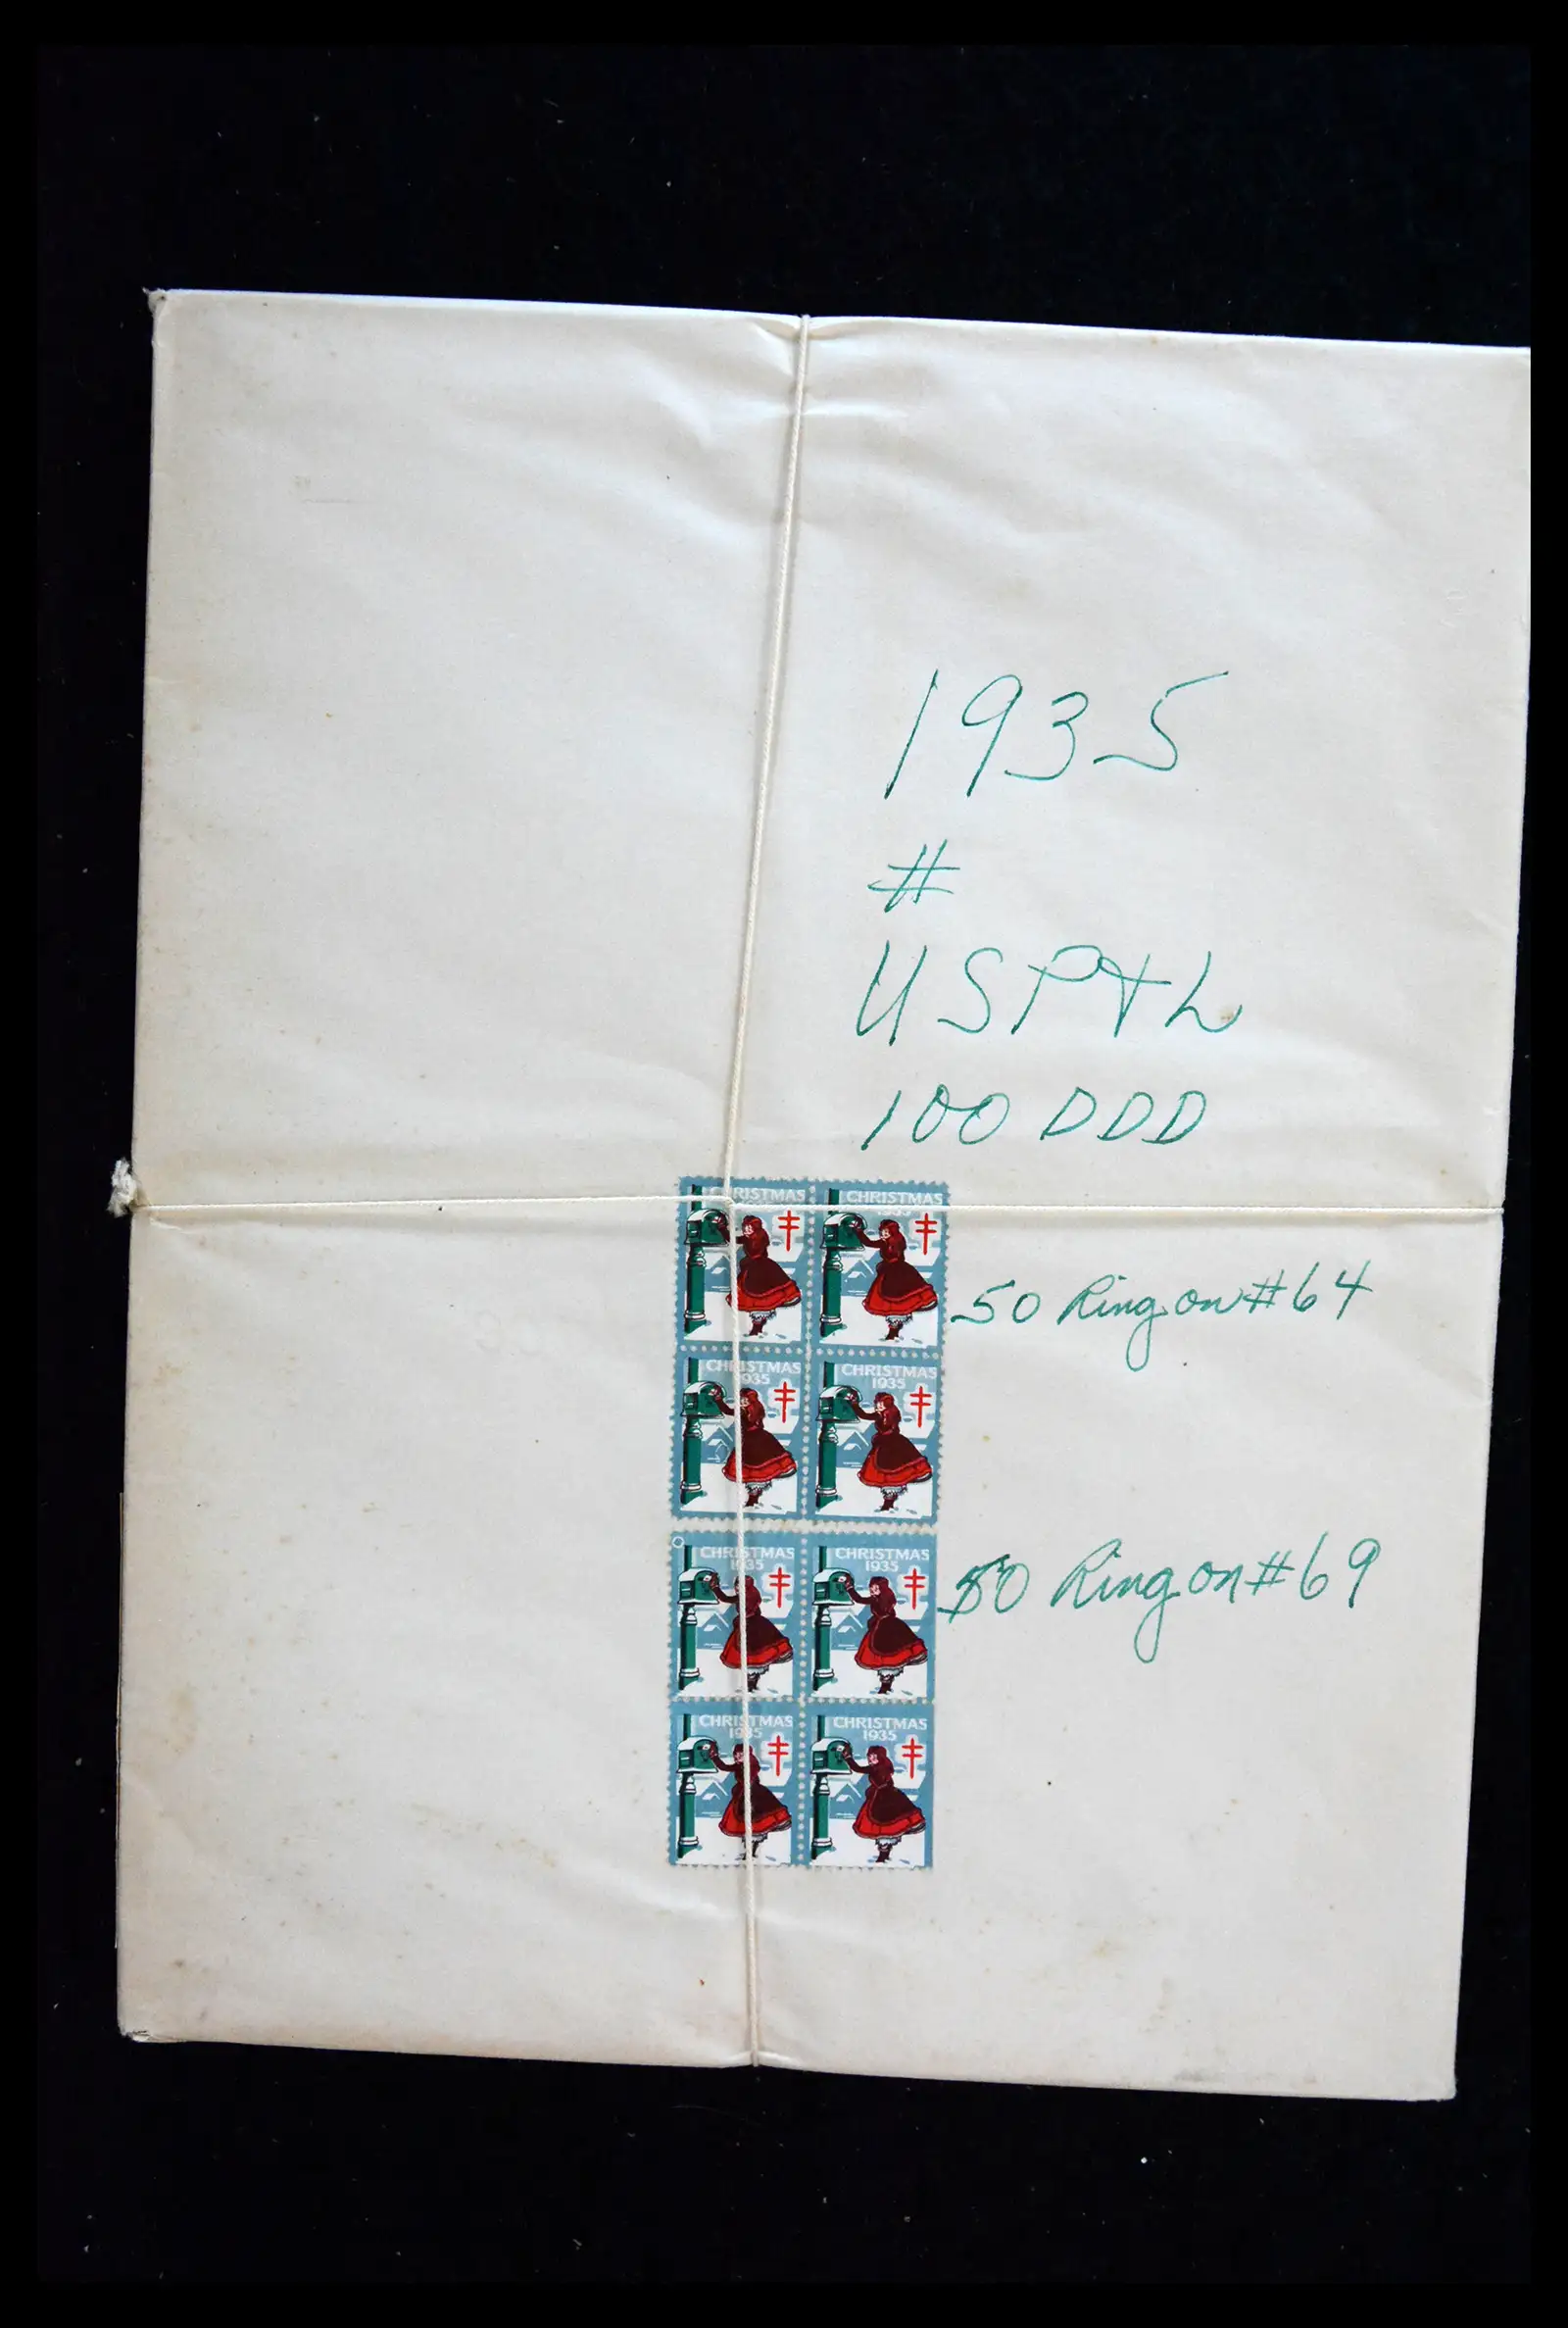 1935
#
USP&L
100 DDD
CHRISTMAS 1935 CHRISTMAS 1935
50 Ring on #64
CHRISTMAS 1935 CHRISTMAS 1935
CHRISTMAS 1935 CHRISTMAS 1935
50 Ring on #69
CHRISTMAS 1935 CHRISTMAS 1935